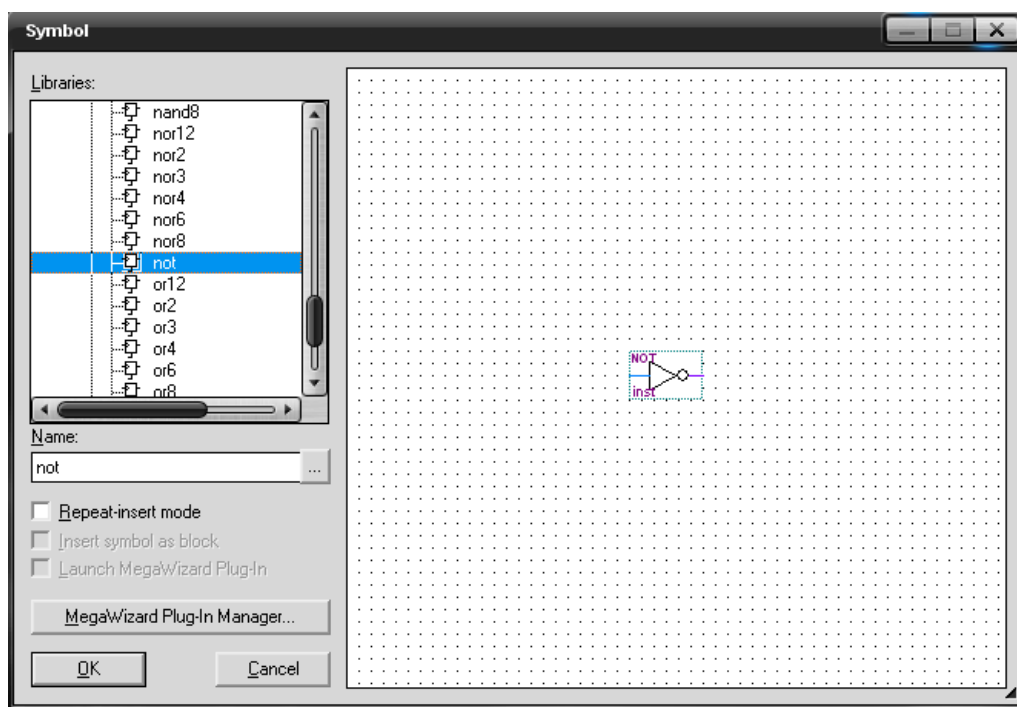 Symbol
Libraries:
nand8
nor12
nor2
nor3
nor4
nor6
nor8
not
or12
or2
or3
or4
or6
or8
Name:
not
...
Repeat-insert mode
Insert symbol as block
Launch MegaWizard Plug-In
MegaWizard Plug-In Manager...
OK
Cancel
NOT
inst